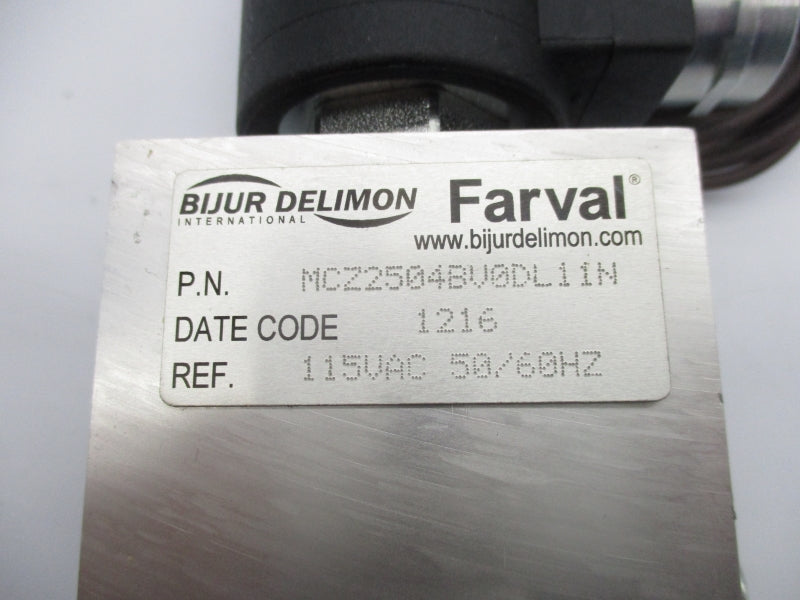 BIJUR DELIMON Farval®
INTERNATIONAL
www.bijurdelimon.com
P.N. MCZ2504BV0DL11N
DATE CODE 1216
REF. 115VAC 50/60HZ